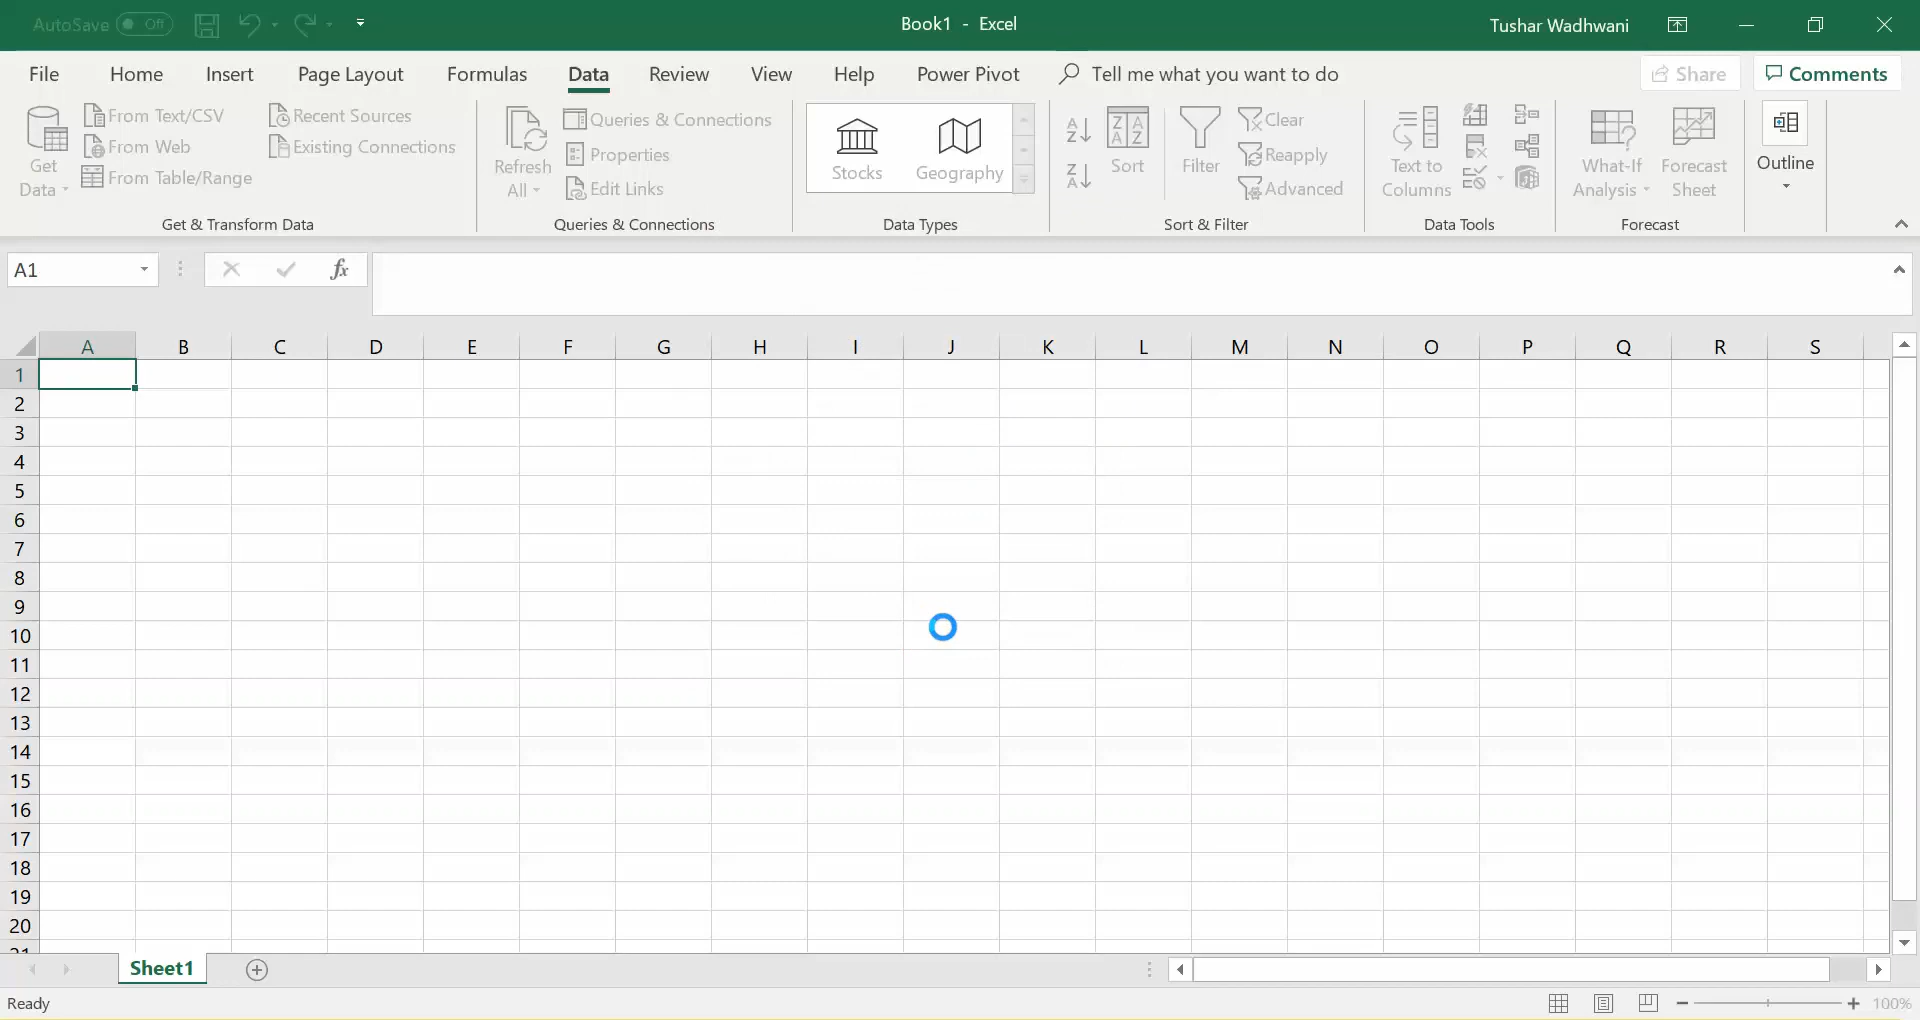 AutoSave Off
Book1 - Excel
Tushar Wadhwani
File Home Insert Page Layout Formulas Data Review View Help Power Pivot Tell me what you want to do Share Comments
Get Data
From Text/CSV
From Web
From Table/Range
Recent Sources
Existing Connections
Get & Transform Data
Refresh All
Queries & Connections
Properties
Edit Links
Queries & Connections
Stocks
Geography
Data Types
Sort
Filter
Clear
Reapply
Advanced
Sort & Filter
Text to Columns
Data Tools
What-If Analysis
Forecast Sheet
Forecast
Outline
A1
fx
A B C D E F G H I J K L M N O P Q R S
1
2
3
4
5
6
7
8
9
10
11
12
13
14
15
16
17
18
19
20
21
Sheet1
Ready
100%